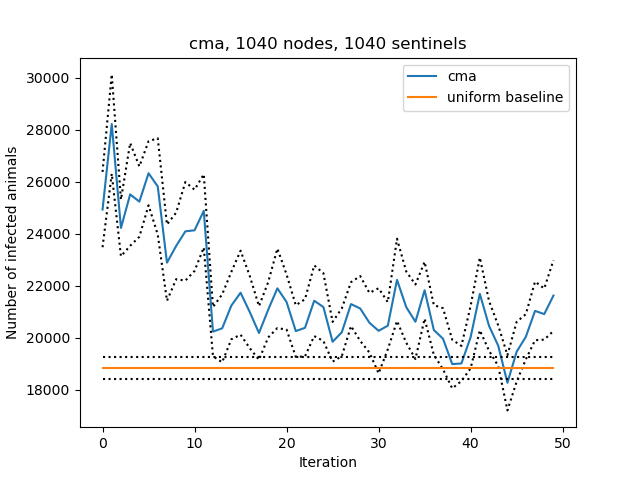 cma, 1040 nodes, 1040 sentinels
cma
uniform baseline
Number of infected animals
30000
28000
26000
24000
22000
20000
18000
0
10
20
30
40
50
Iteration